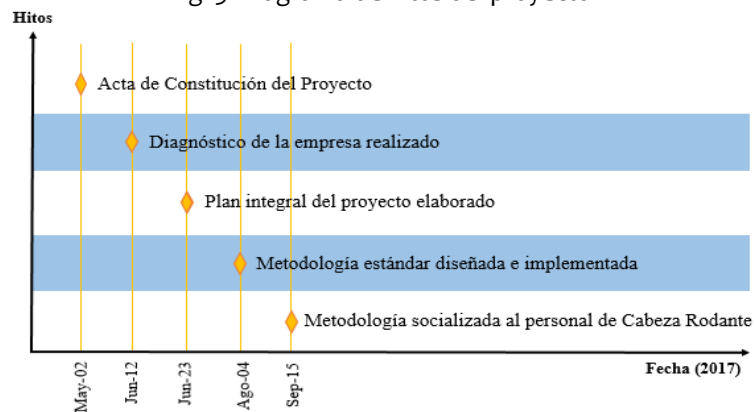 Hitos
Acta de Constitución del Proyecto
Diagnóstico de la empresa realizado
Plan integral del proyecto elaborado
Metodología estándar diseñada e implementada
Metodología socializada al personal de Cabeza Rodante
Fecha (2017)
May-02
Jun-12
Jun-23
Ago-04
Sep-15